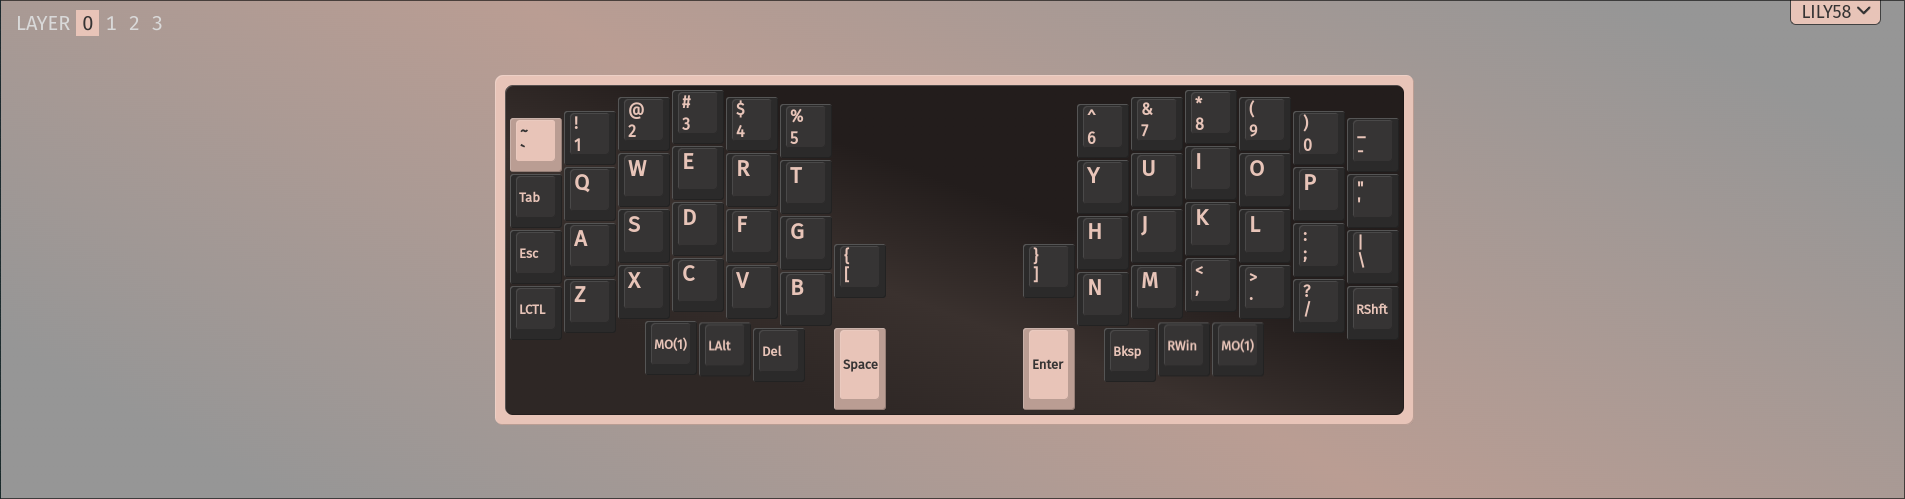 LAYER 0 1 2 3
LILY58
~ ! @ # $ % ^ & * ( ) _
` 1 2 3 4 5 6 7 8 9 0 -
Tab Q W E R T Y U I O P "
'
Esc A S D F G H J K L : |
; \
{ }
[ ]
LCTL Z X C V B N M < > ? RShft
, . /
MO(1) LAlt Del Space Enter Bksp RWin MO(1)